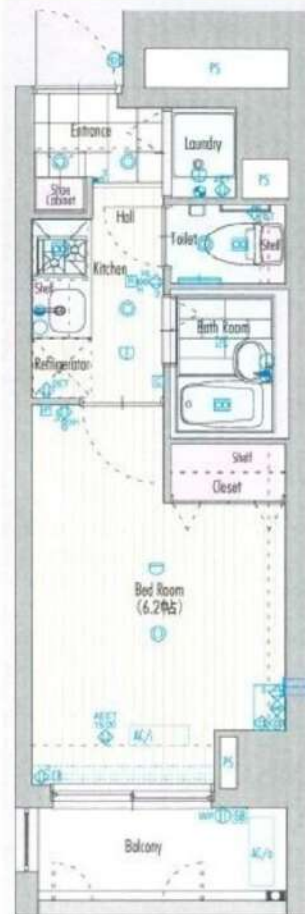 PS
Entrance
Laundry
Shoe
Cabinet
PS
Hall
Toilet
Shelf
Kitchen
Shelf
Bath Room
Refrigerator
Shelf
Closet
Bed Room
(6.2帖)
AC/i
PS
Balcony
AC/o